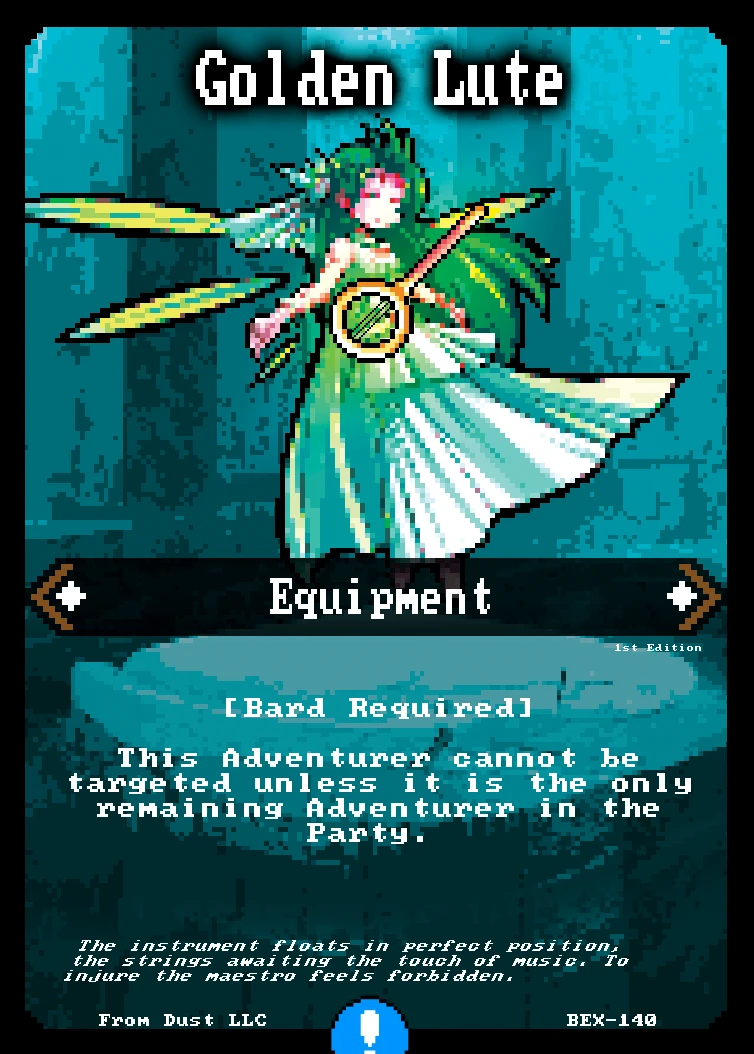 Golden Lute
Equipment
1st Edition
[Bard Required]
This Adventurer cannot be
targeted unless it is the only
remaining Adventurer in the
Party.
The instrument floats in perfect position,
the strings awaiting the touch of music. To
injure the maestro feels forbidden.
From Dust LLC
!
BEX-140